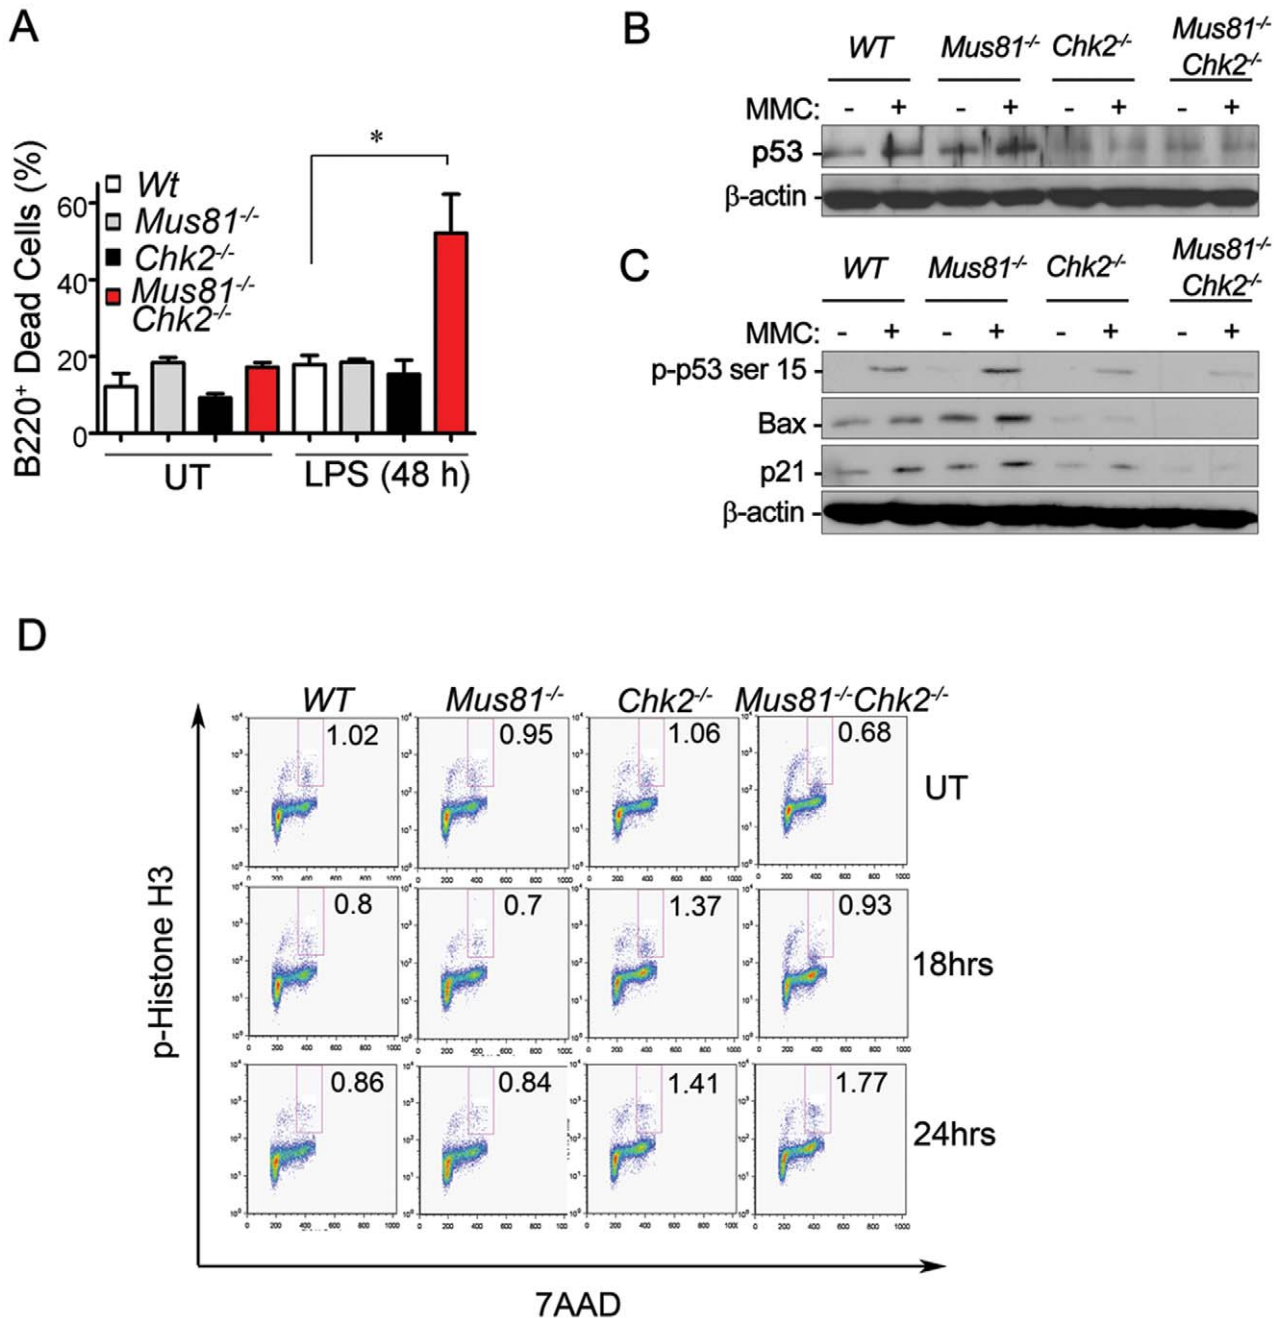 A
B220+ Dead Cells (%)
60
40
20
0
Wt
Mus81-/-
Chk2-/-
Mus81-/-
Chk2-/-
*
UT
LPS (48 h)
B
WT
Mus81-/-
Chk2-/-
Mus81-/-
Chk2-/-
MMC: - + - + - + - +
p53
β-actin
C
WT
Mus81-/-
Chk2-/-
Mus81-/-
Chk2-/-
MMC: - + - + - + - +
p-p53 ser 15
Bax
p21
β-actin
D
WT Mus81-/- Chk2-/- Mus81-/-Chk2-/-
1.02 0.95 1.06 0.68 UT
0.8 0.7 1.37 0.93 18hrs
0.86 0.84 1.41 1.77 24hrs
p-Histone H3
7AAD